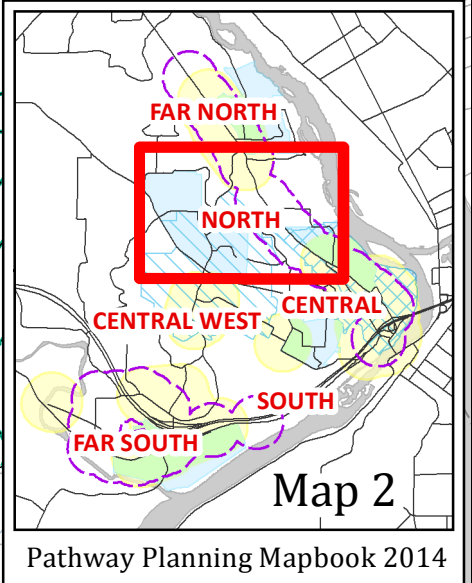 FAR NORTH
NORTH
CENTRAL
CENTRAL WEST
SOUTH
FAR SOUTH
Map 2
Pathway Planning Mapbook 2014